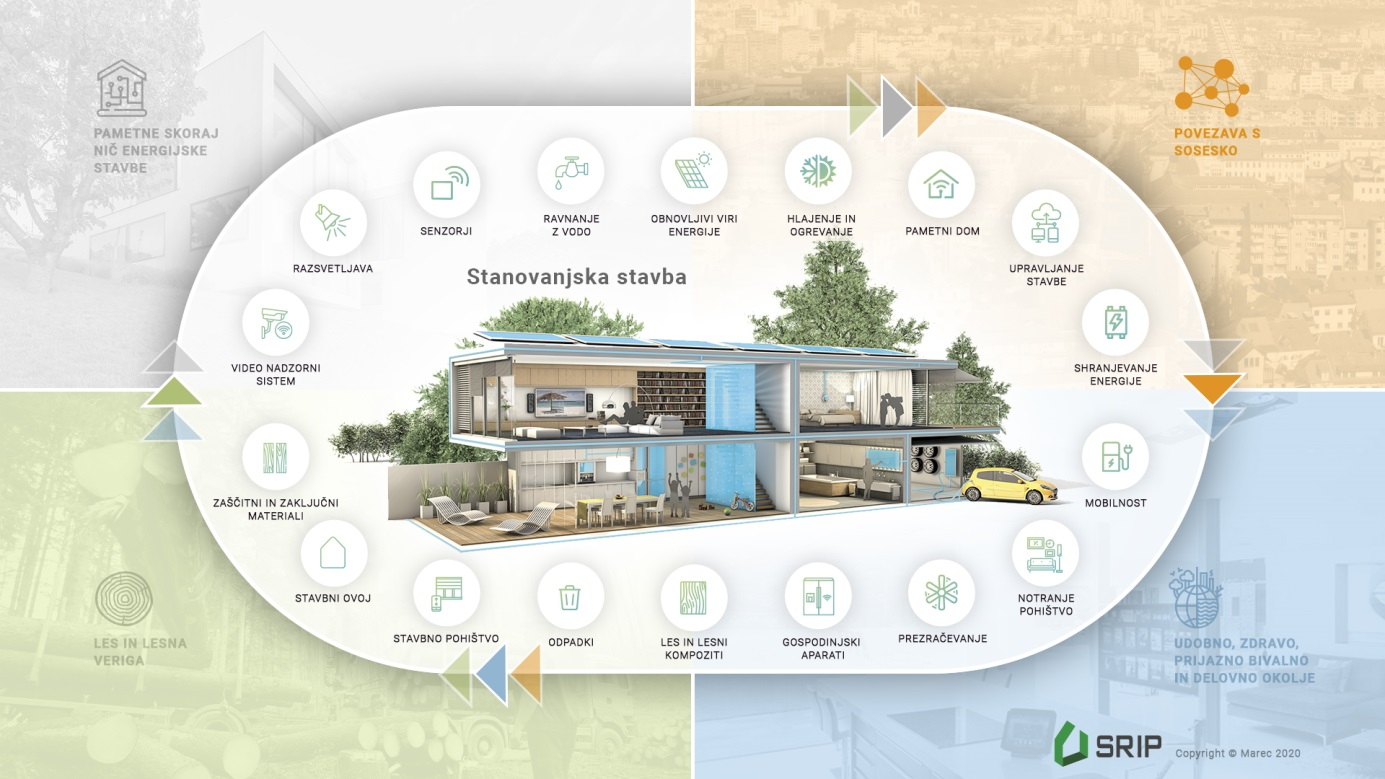 PAMETNE SKORAJ
NIČ ENERGIJSKE
STAVBE
POVEZAVA S
SOSESKO
RAZSVETLJAVA
SENZORJI
RAVNANJE
Z VODO
OBNOVLJIVI VIRI
ENERGIJE
HLAJENJE IN
OGREVANJE
PAMETNI DOM
UPRAVLJANJE
STAVBE
Stanovanjska stavba
VIDEO NADZORNI
SISTEM
SHRANJEVANJE
ENERGIJE
ZAŠČITNI IN ZAKLJUČNI
MATERIALI
MOBILNOST
STAVBNI OVOJ
STAVBNO POHIŠTVO
ODPADKI
LES IN LESNI
KOMPOZITI
GOSPODINJSKI
APARATI
PREZRAČEVANJE
NOTRANJE
POHIŠTVO
LES IN LESNA
VERIGA
UDOBNO, ZDRAVO,
PRIJAZNO BIVALNO
IN DELOVNO OKOLJE
SRIP
Copyright © Marec 2020